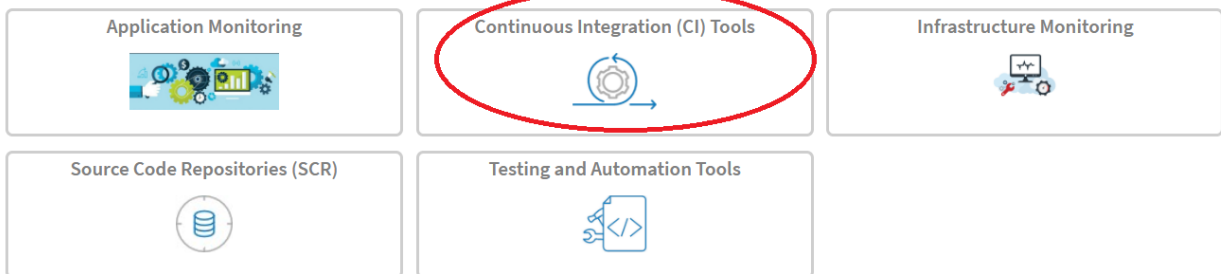 Application Monitoring
Continuous Integration (CI) Tools
Infrastructure Monitoring
Source Code Repositories (SCR)
Testing and Automation Tools